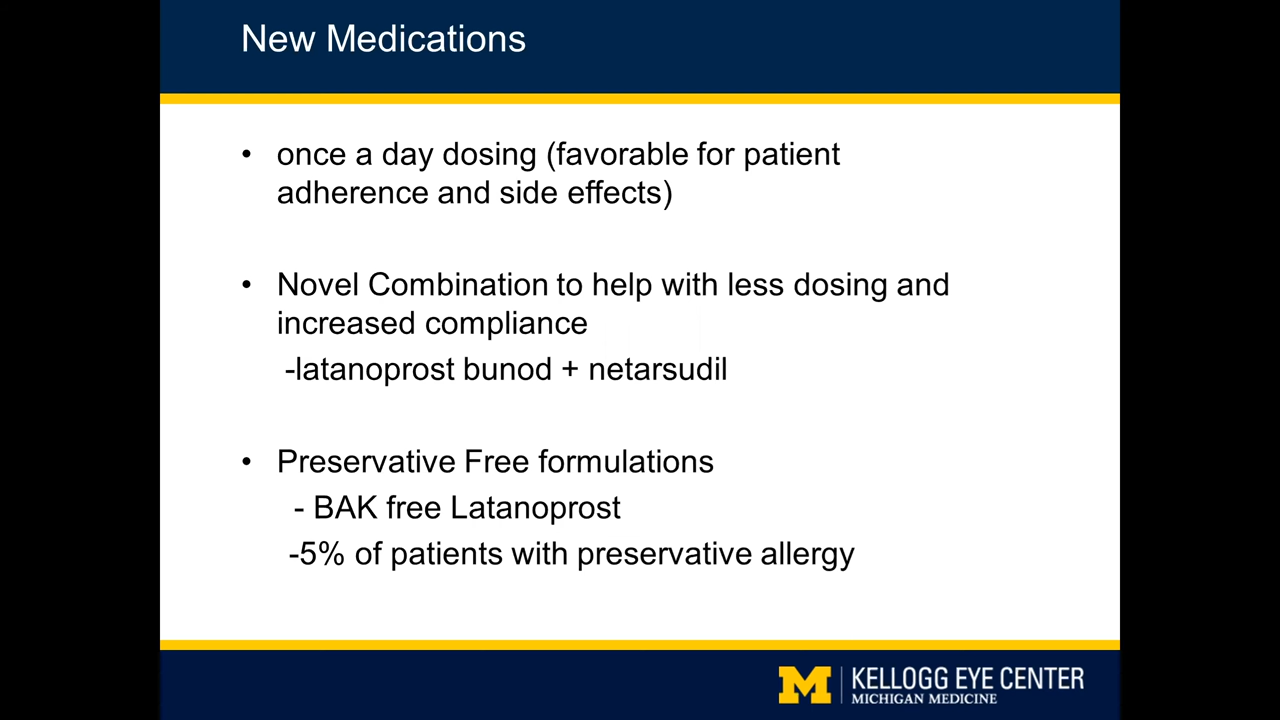 New Medications
• once a day dosing (favorable for patient
adherence and side effects)
• Novel Combination to help with less dosing and
increased compliance
-latanoprost bunod + netarsudil
• Preservative Free formulations
- BAK free Latanoprost
-5% of patients with preservative allergy
M | KELLOGG EYE CENTER
MICHIGAN MEDICINE